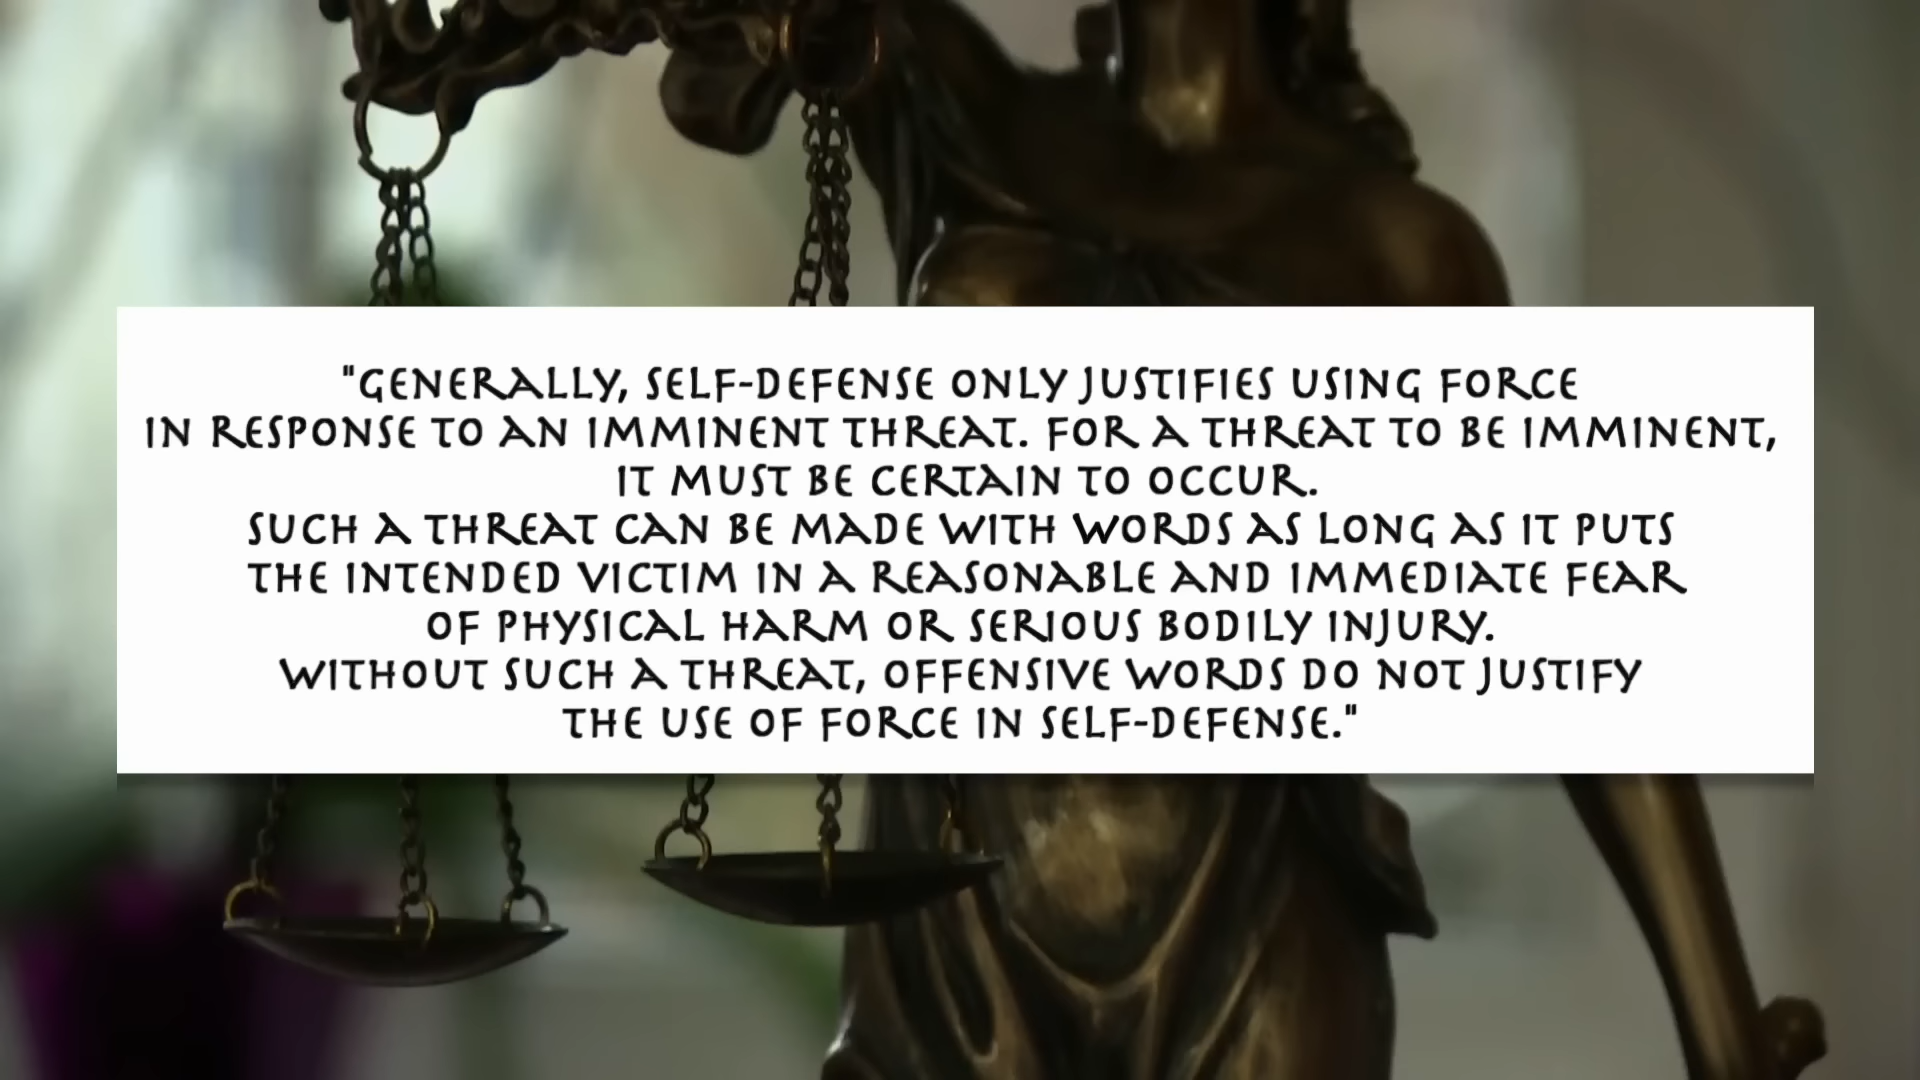 "GENERALLY, SELF-DEFENSE ONLY JUSTIFIES USING FORCE
IN RESPONSE TO AN IMMINENT THREAT. FOR A THREAT TO BE IMMINENT,
IT MUST BE CERTAIN TO OCCUR.
SUCH A THREAT CAN BE MADE WITH WORDS AS LONG AS IT PUTS
THE INTENDED VICTIM IN A REASONABLE AND IMMEDIATE FEAR
OF PHYSICAL HARM OR SERIOUS BODILY INJURY.
WITHOUT SUCH A THREAT, OFFENSIVE WORDS DO NOT JUSTIFY
THE USE OF FORCE IN SELF-DEFENSE."